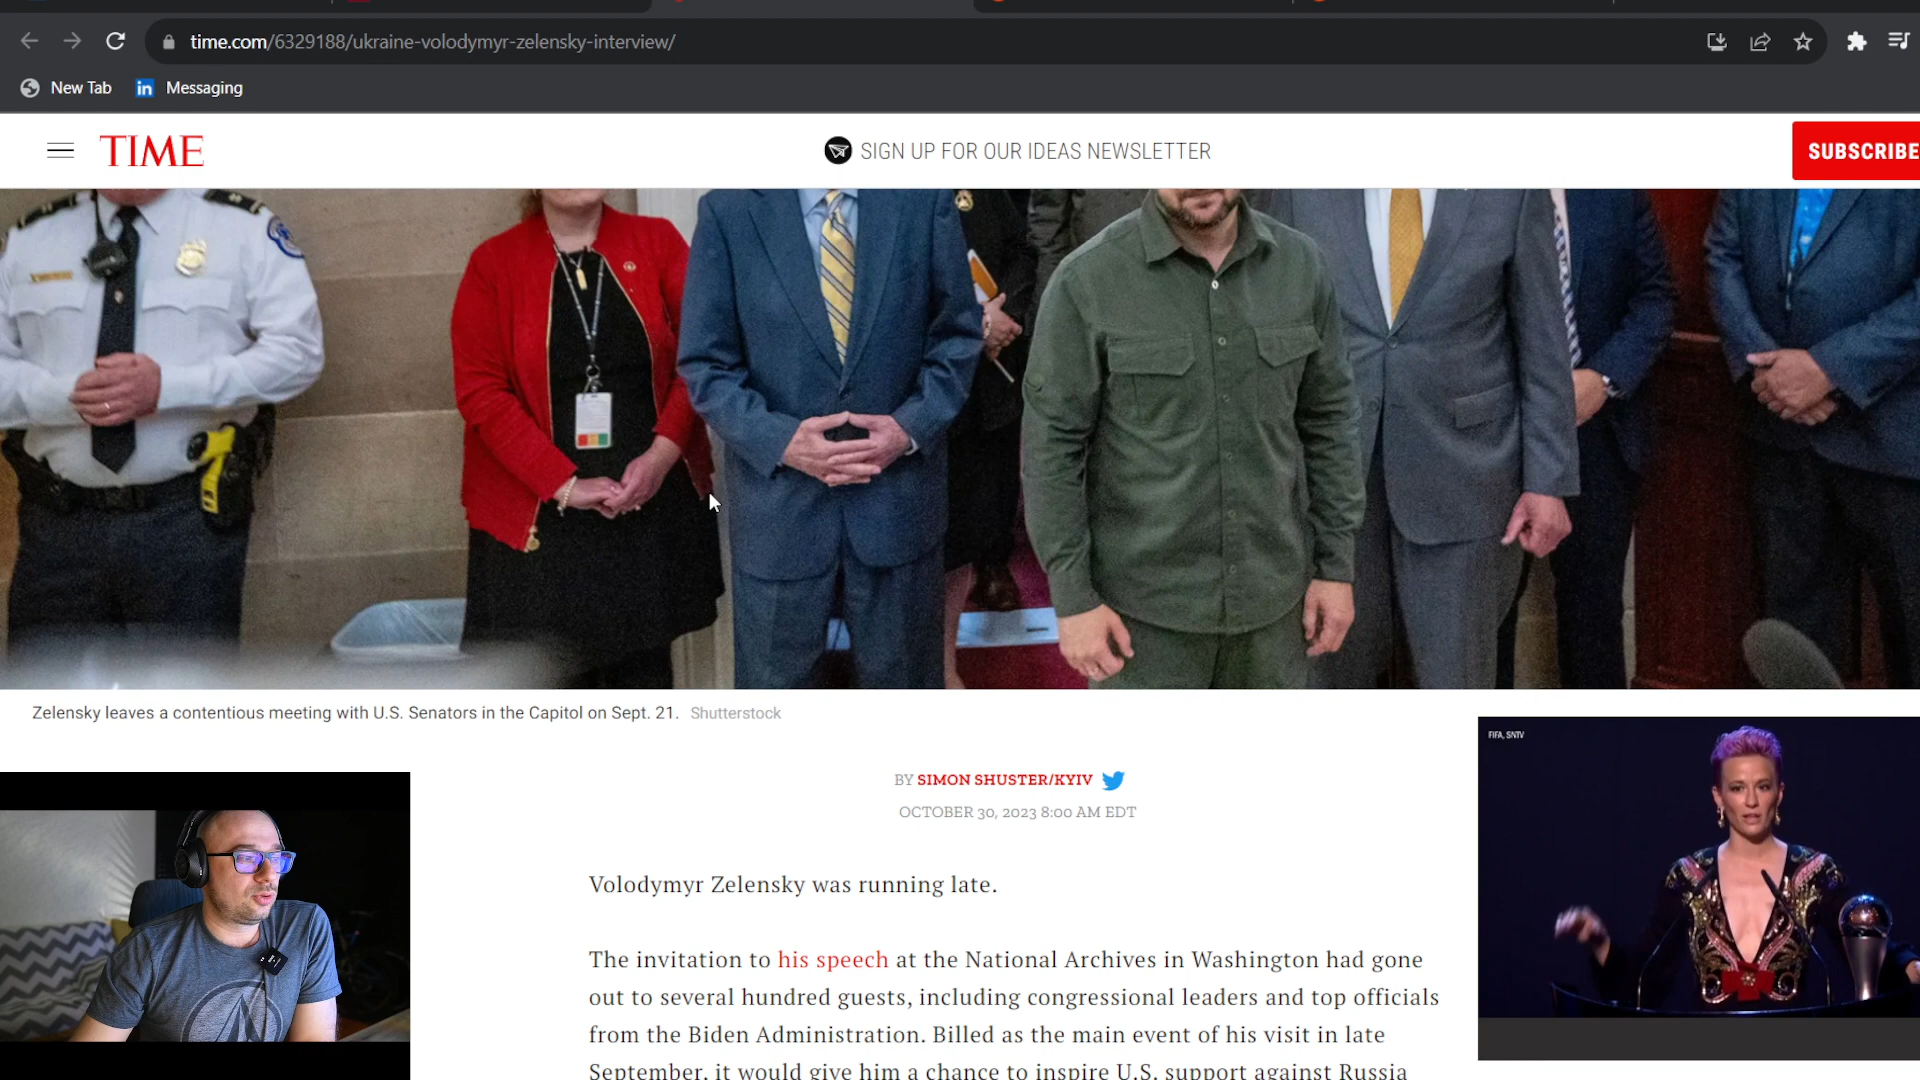 time.com/6329188/ukraine-volodymyr-zelensky-interview/
New Tab
in Messaging
TIME
SIGN UP FOR OUR IDEAS NEWSLETTER
SUBSCRIBE
Zelensky leaves a contentious meeting with U.S. Senators in the Capitol on Sept. 21. Shutterstock
FIFA, SNTV
BY SIMON SHUSTER/KYIV
OCTOBER 30, 2023 8:00 AM EDT
Volodymyr Zelensky was running late.
The invitation to his speech at the National Archives in Washington had gone
out to several hundred guests, including congressional leaders and top officials
from the Biden Administration. Billed as the main event of his visit in late
September, it would give him a chance to inspire U.S. support against Russia